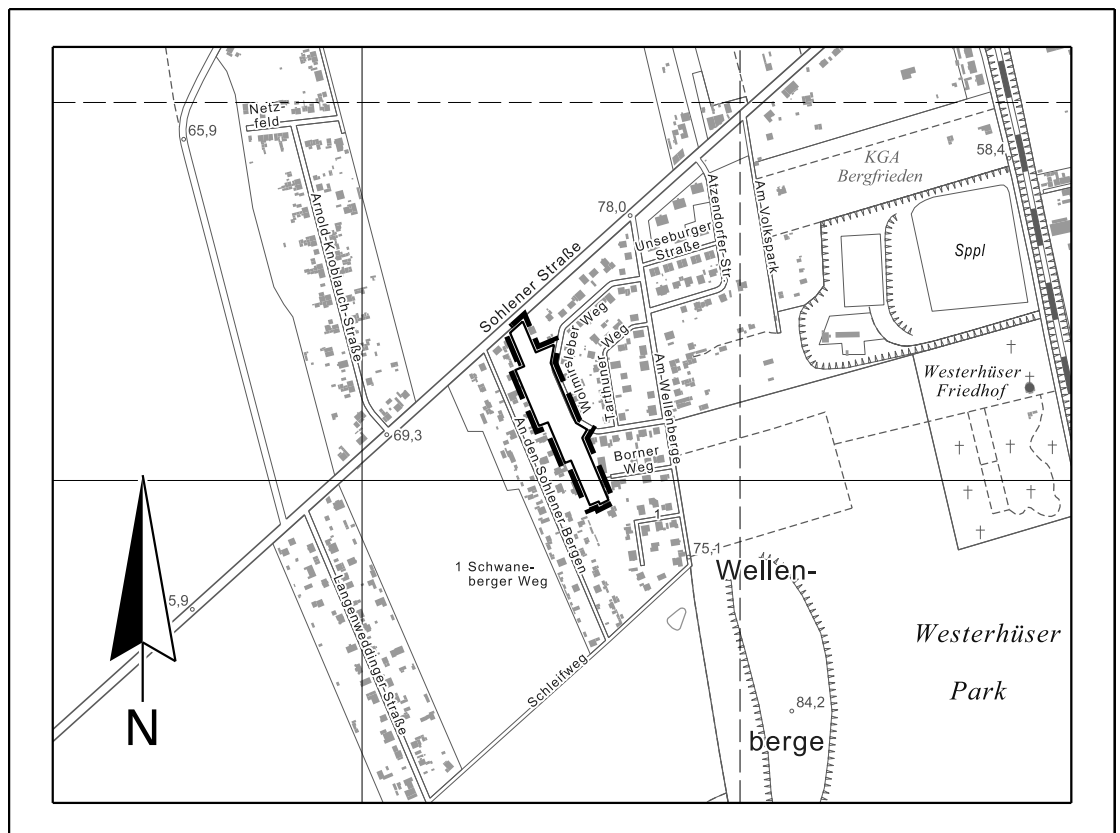 Netz-
feld
65,9
58,4
KGA
Bergfrieden
Atzendorfer-Str.
Am-Volkspark
Arnold-Knoblauch-Straße
78,0
Unseburger
Straße
Sppl
Sohlener Straße
Wolmirsleber Weg
Tarthuner Weg
Am-Wellenberge
Westerhüser
Friedhof
69,3
An-den-Sohlener-Bergen
Borner
Weg
1
75,1
1 Schwane-
berger Weg
Wellen-
5,9
Langenweddinger-Straße
Westerhüser
Schleifweg
Park
84,2
N
berge